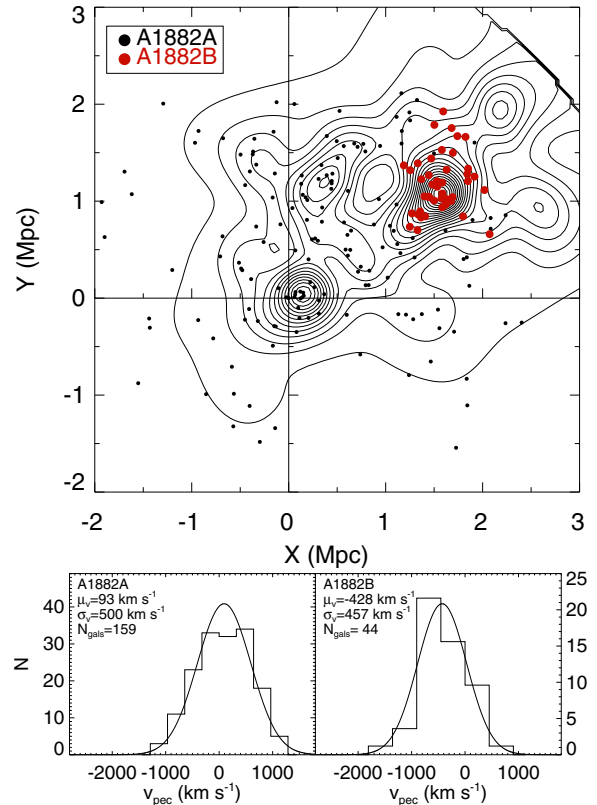 3
A1882A
A1882B
2
1
0
-1
-2
Y (Mpc)
-2 -1 0 1 2 3
X (Mpc)
A1882A
μv=93 km s-1
σv=500 km s-1
Ngals=159
A1882B
μv=-428 km s-1
σv=457 km s-1
Ngals= 44
40
30
20
10
0
N
25
20
15
10
5
0
-2000 -1000 0 1000
-2000 -1000 0 1000
vpec (km s-1)
vpec (km s-1)